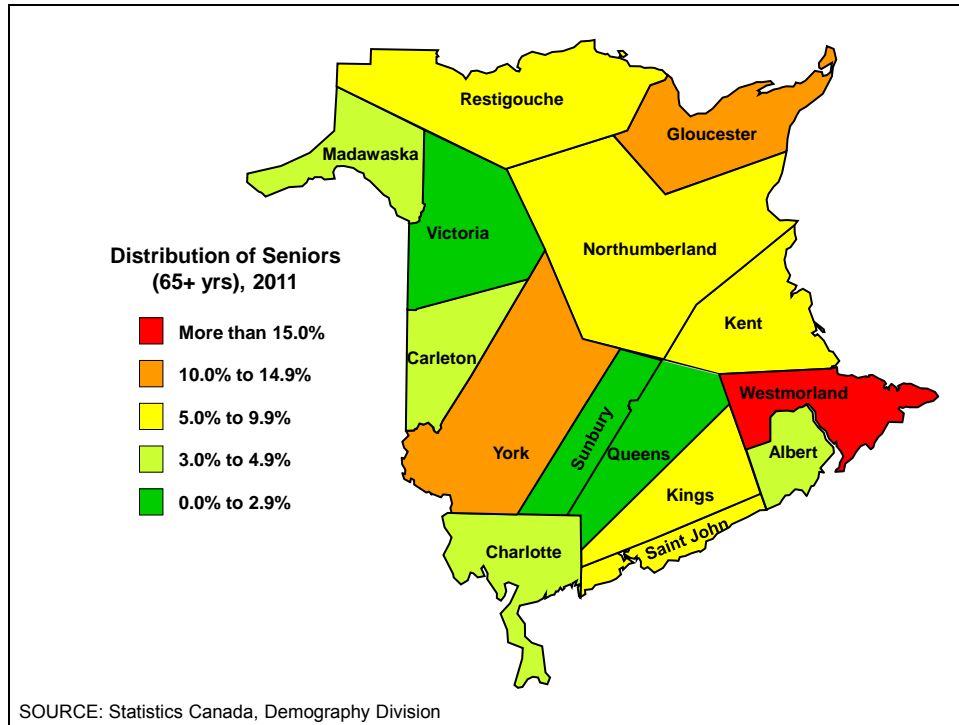 Restigouche
Gloucester
Madawaska
Victoria
Northumberland
Distribution of Seniors
(65+ yrs), 2011
More than 15.0%
10.0% to 14.9%
5.0% to 9.9%
3.0% to 4.9%
0.0% to 2.9%
Kent
Carleton
Westmorland
York
Sunbury
Queens
Albert
Kings
Saint John
Charlotte
SOURCE: Statistics Canada, Demography Division